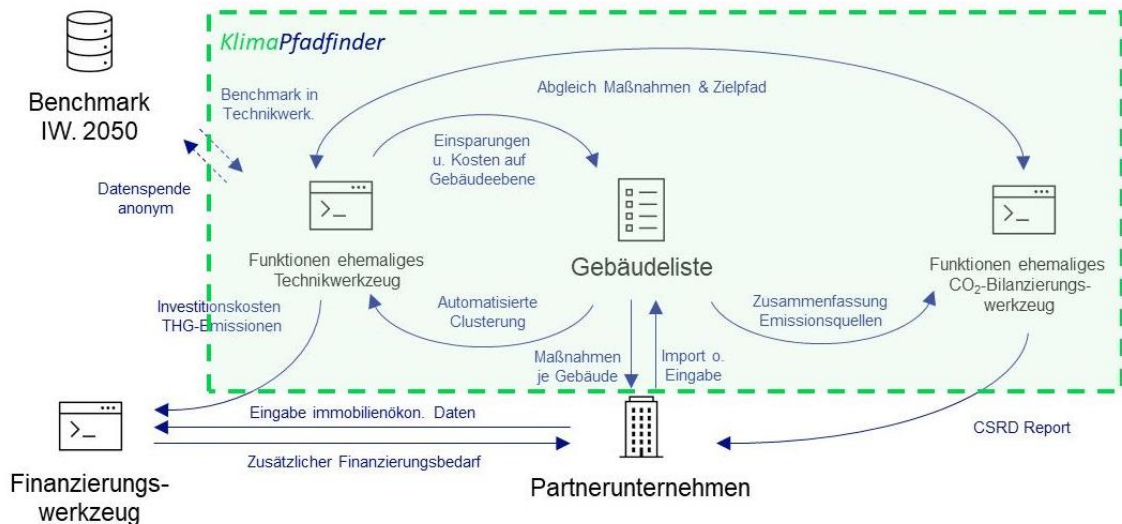 KlimaPfadfinder
Benchmark
IW. 2050
Benchmark in
Technikwerk.
Abgleich Maßnahmen & Zielpfad
Einsparungen
u. Kosten auf
Gebäudeebene
Datenspende
anonym
>_
>_
Funktionen ehemaliges
Technikwerkzeug
Gebäudeliste
Funktionen ehemaliges
CO₂-Bilanzierungs-
werkzeug
Investitionskosten
THG-Emissionen
Automatisierte
Clusterung
Zusammenfassung
Emissionsquellen
Maßnahmen
je Gebäude
Import o.
Eingabe
Eingabe immobilienökon. Daten
>_
CSRD Report
Zusätzlicher Finanzierungsbedarf
Finanzierungs-
werkzeug
Partnerunternehmen